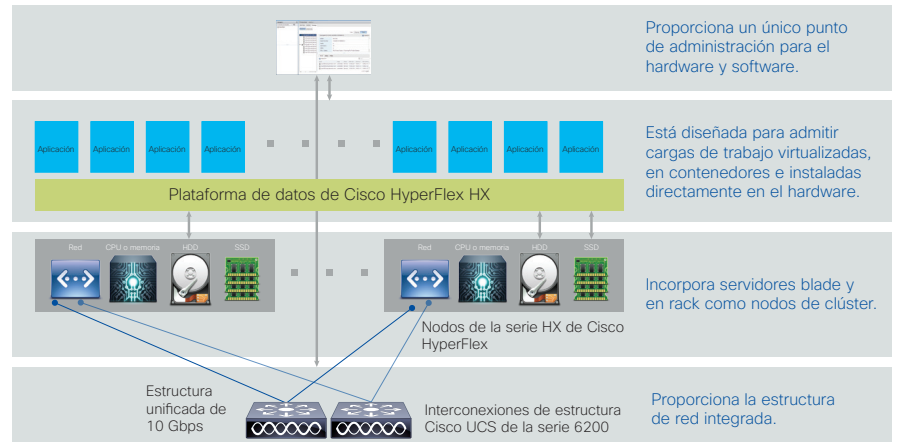 Proporciona un único punto
de administración para el
hardware y software.
Aplicación
Aplicación
Aplicación
Aplicación
Aplicación
Aplicación
Aplicación
Aplicación
Está diseñada para admitir
cargas de trabajo virtualizadas,
en contenedores e instaladas
directamente en el hardware.
Plataforma de datos de Cisco HyperFlex HX
Red
CPU o memoria
HDD
SSD
Red
CPU o memoria
HDD
SSD
Incorpora servidores blade y
en rack como nodos de clúster.
Nodos de la serie HX de Cisco
HyperFlex
Estructura
unificada de
10 Gbps
Interconexiones de estructura
Cisco UCS de la serie 6200
Proporciona la estructura
de red integrada.